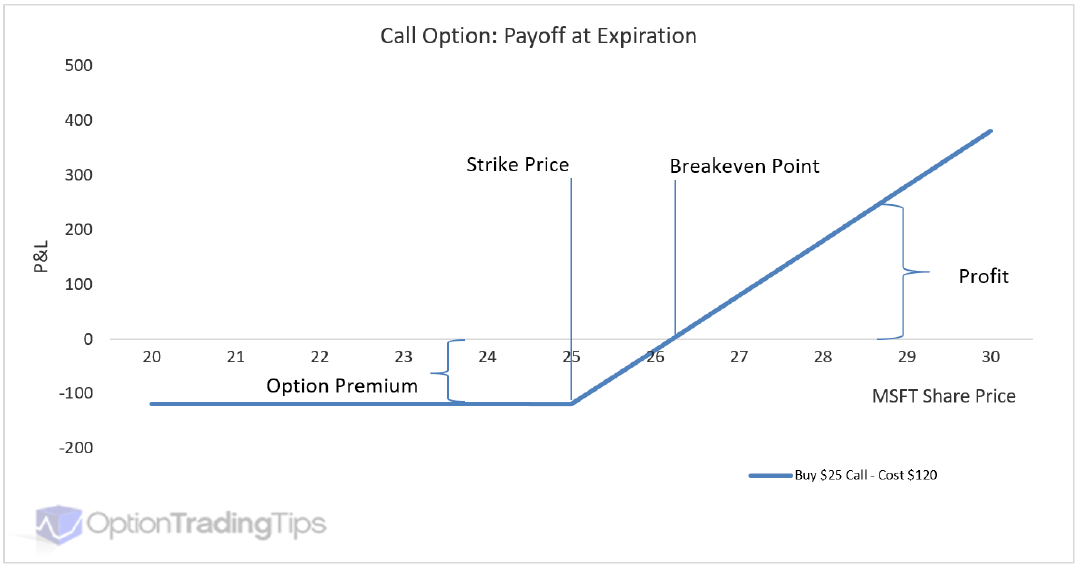 Call Option: Payoff at Expiration
500
400
300
200
100
0
-100
-200
P&L
Strike Price
Breakeven Point
Profit
Option Premium
20 21 22 23 24 25 26 27 28 29 30
MSFT Share Price
Buy $25 Call - Cost $120
OptionTradingTips